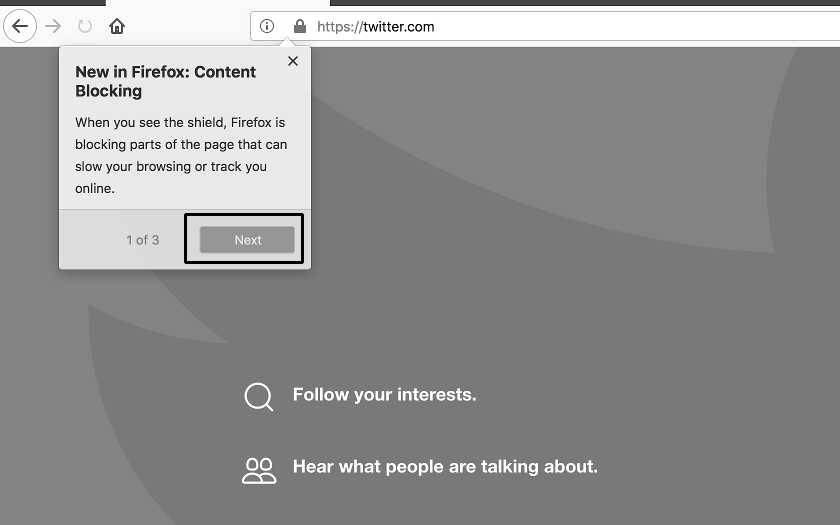 https://twitter.com
New in Firefox: Content
Blocking
When you see the shield, Firefox is
blocking parts of the page that can
slow your browsing or track you
online.
1 of 3
Next
Follow your interests.
Hear what people are talking about.